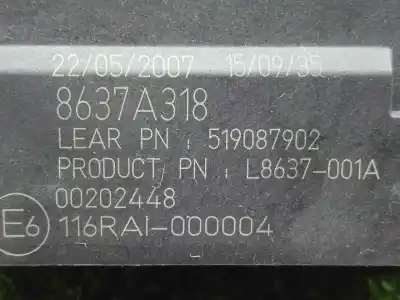 22/05/2007 15/09/35
8637A318
LEAR PN : 519087902
PRODUCT PN : L8637-001A
00202448
E6 116RAI-000004